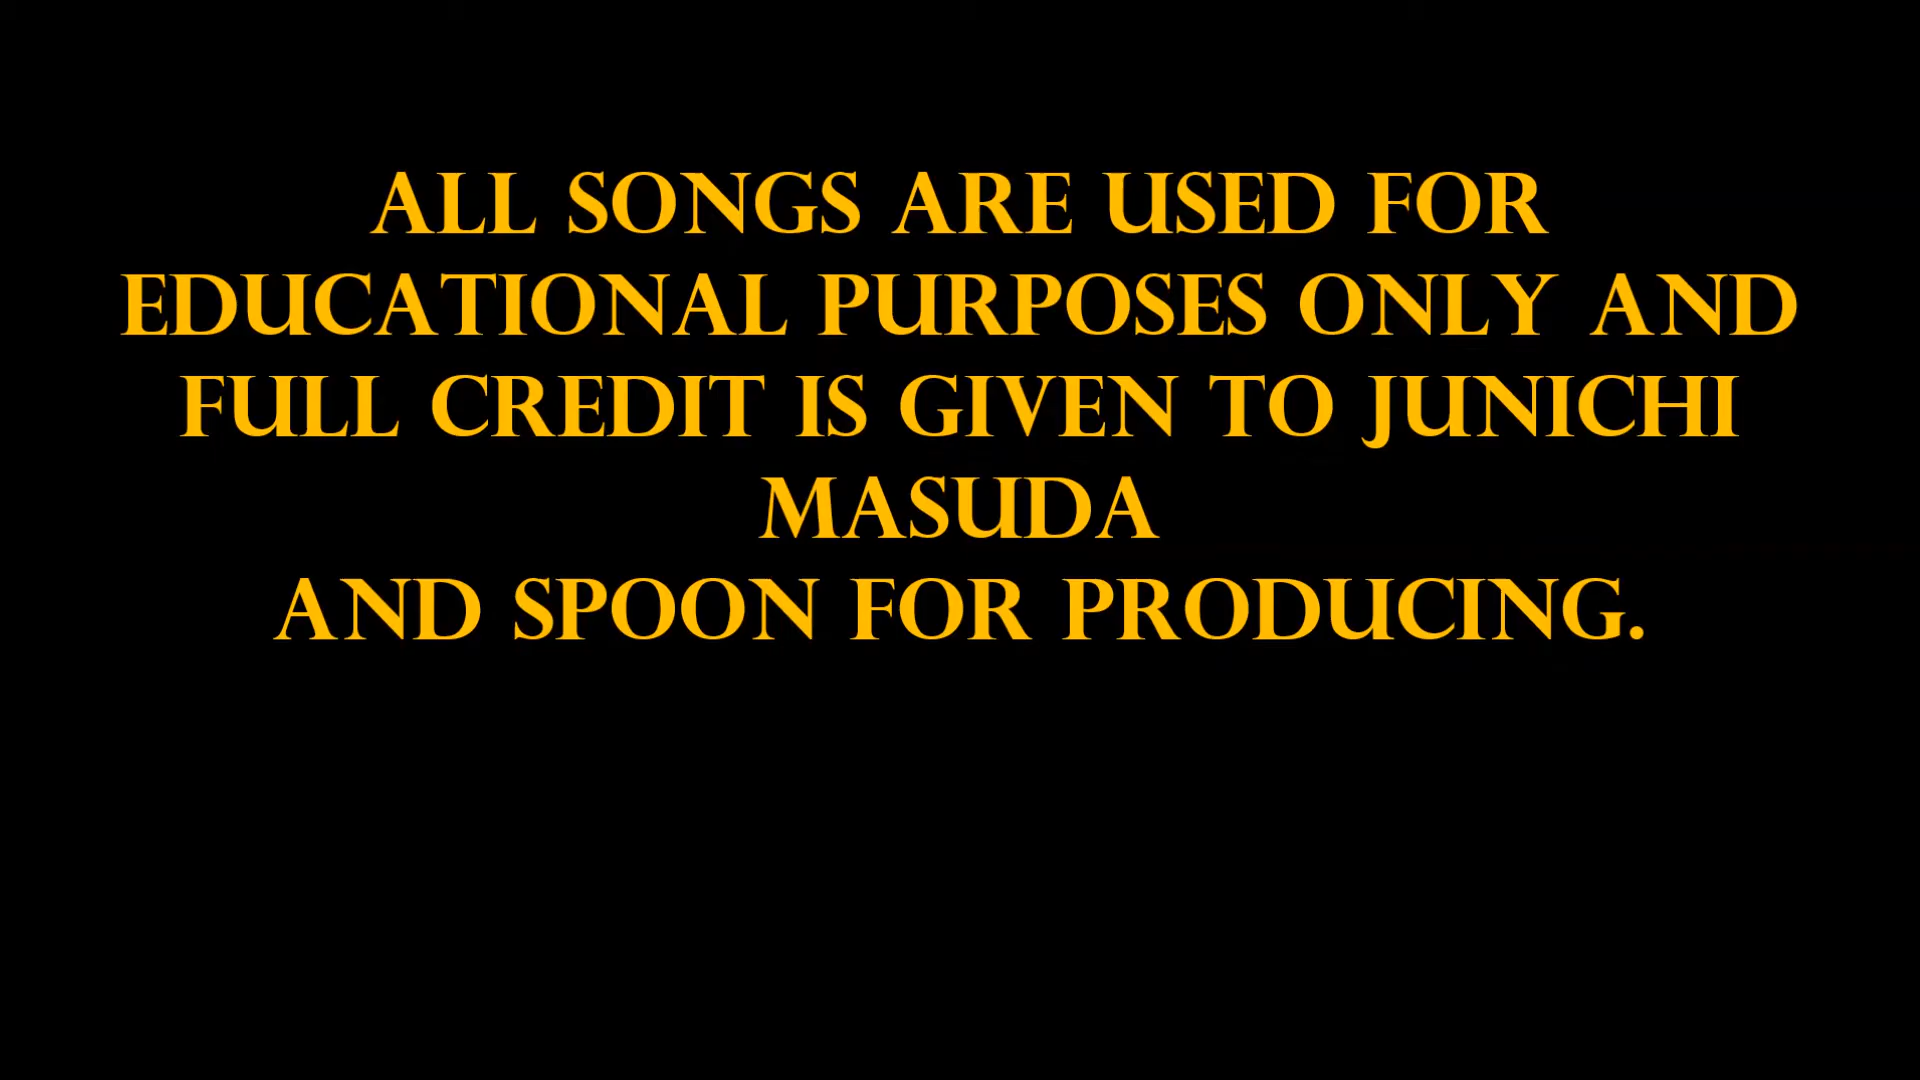 ALL SONGS ARE USED FOR
EDUCATIONAL PURPOSES ONLY AND
FULL CREDIT IS GIVEN TO JUNICHI
MASUDA
AND SPOON FOR PRODUCING.